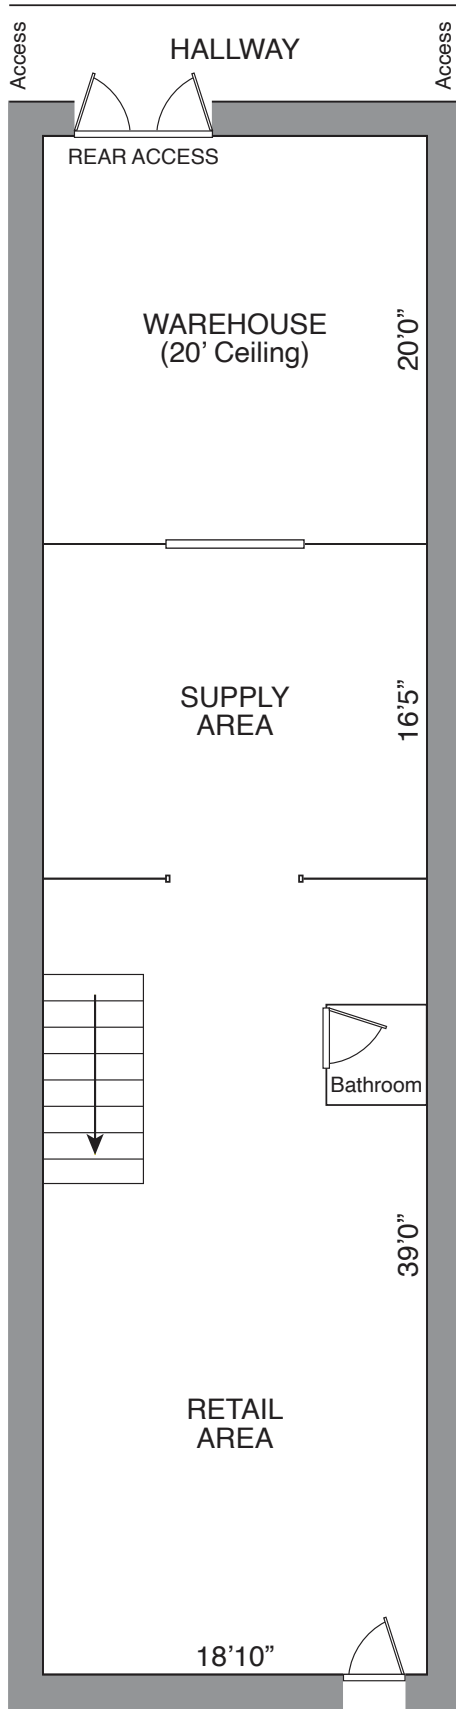 Access
HALLWAY
Access
REAR ACCESS
WAREHOUSE
(20’ Ceiling)
20’0”
SUPPLY
AREA
16’5”
Bathroom
39’0”
RETAIL
AREA
18’10”